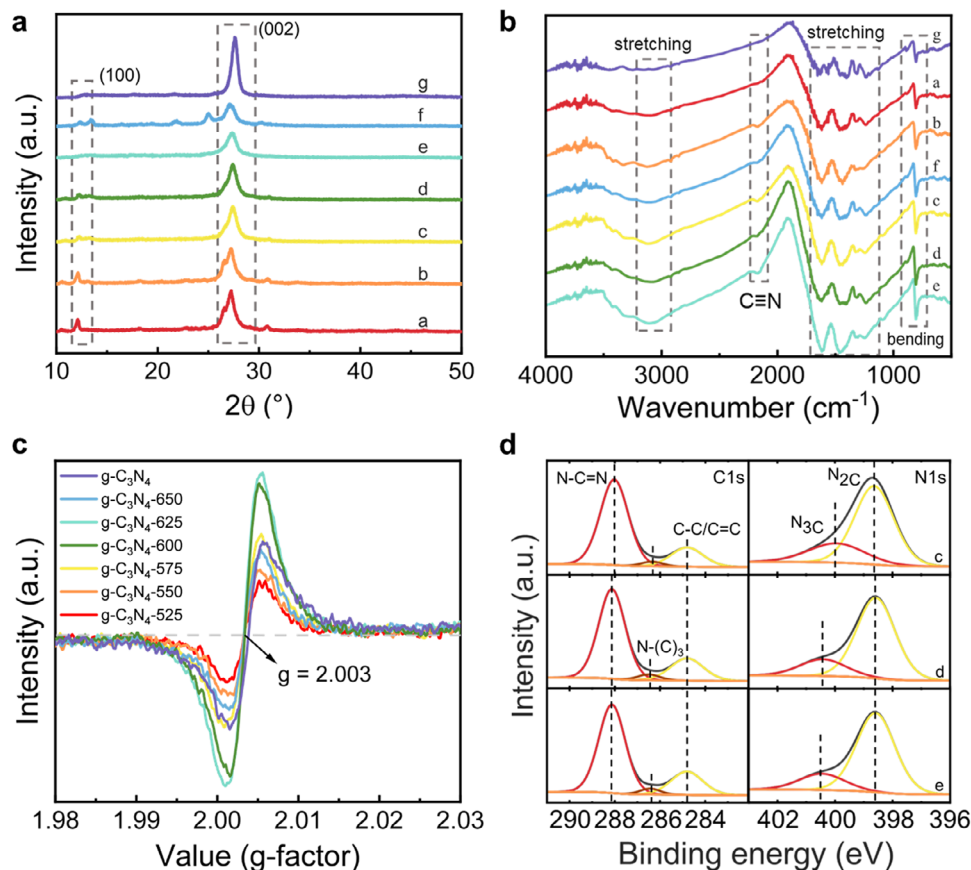 a
(002)
(100)
g
f
e
d
c
b
a
Intensity (a.u.)
10
20
30
40
50
2θ (°)
b
stretching
stretching
g
a
b
f
c
d
e
C≡N
bending
4000
3000
2000
1000
Wavenumber (cm⁻¹)
c
g-C₃N₄
g-C₃N₄-650
g-C₃N₄-625
g-C₃N₄-600
g-C₃N₄-575
g-C₃N₄-550
g-C₃N₄-525
g = 2.003
Intensity (a.u.)
1.98
1.99
2.00
2.01
2.02
2.03
Value (g-factor)
d
N-C=N
C1s
C-C/C=C
N₂C
N1s
N₃C
c
N-(C)₃
d
e
Intensity (a.u.)
290
288
286
284
402
400
398
396
Binding energy (eV)